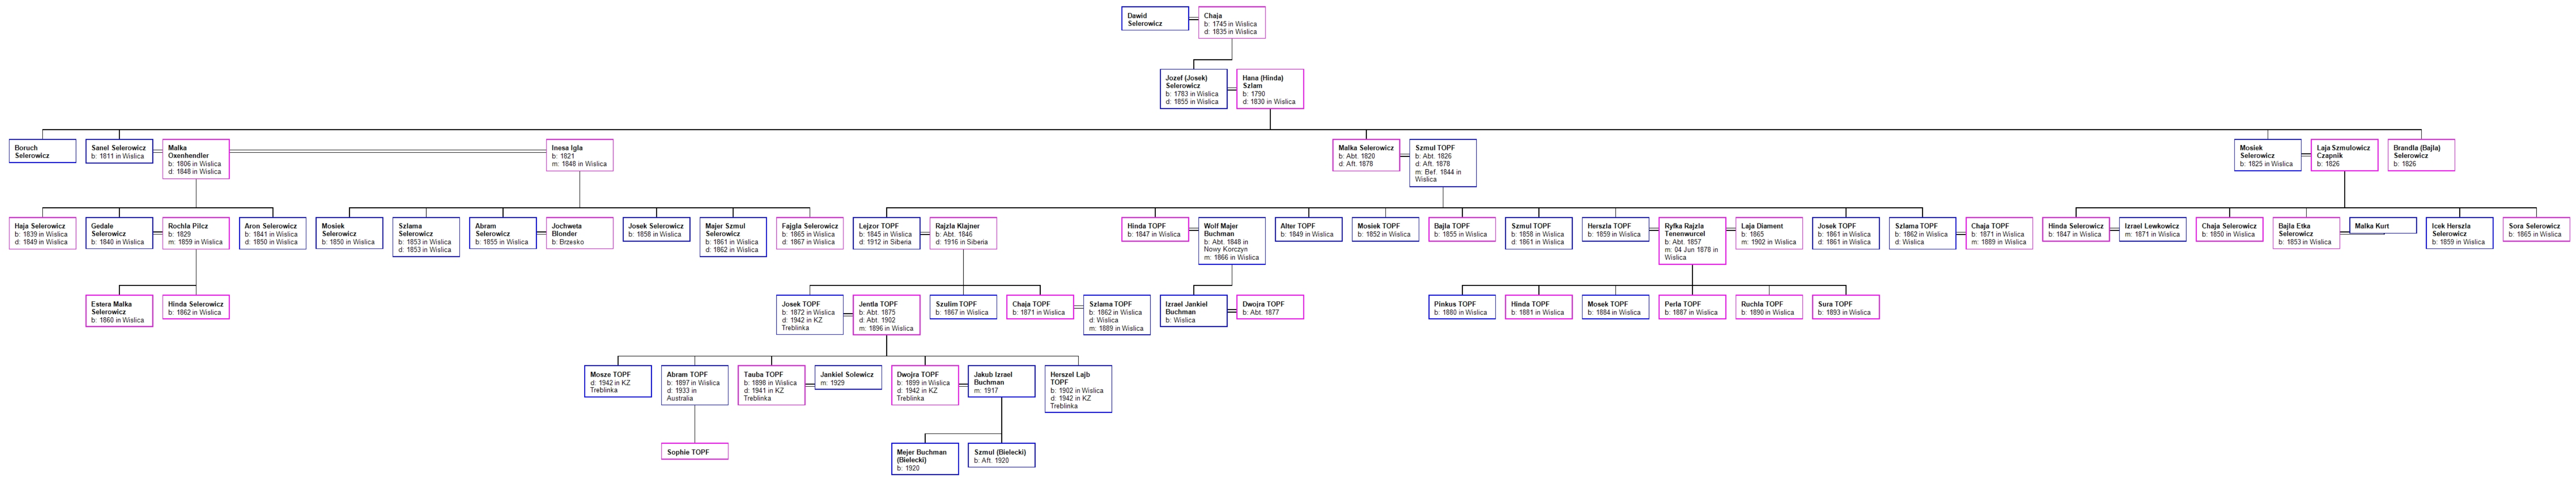 Dawid
Selerowicz
Chaja
b: 1745 in Wislica
d: 1835 in Wislica
Jozef (Josek)
Selerowicz
b: 1783 in Wislica
d: 1855 in Wislica
Hana (Hinda)
Szlam
b: 1790
d: 1830 in Wislica
Boruch
Selerowicz
Sanel Selerowicz
b: 1811 in Wislica
Malka
Oxenhendler
b: 1806 in Wislica
d: 1848 in Wislica
Inesa Igla
b: 1821
m: 1848 in Wislica
Malka Selerowicz
b: Abt. 1820
d: Aft. 1878
Szmul TOPF
b: Abt. 1826
d: Aft. 1878
m: Bef. 1844 in
Wislica
Mosiek
Selerowicz
b: 1825 in Wislica
Laja Szmulowicz
Czapnik
b: 1826
Brandla (Bajla)
Selerowicz
b: 1826
Haja Selerowicz
b: 1839 in Wislica
d: 1849 in Wislica
Gedale
Selerowicz
b: 1840 in Wislica
Rochla Pilcz
b: 1829
m: 1859 in Wislica
Aron Selerowicz
b: 1841 in Wislica
d: 1850 in Wislica
Mosiek
Selerowicz
b: 1850 in Wislica
Szlama
Selerowicz
b: 1853 in Wislica
d: 1853 in Wislica
Abram
Selerowicz
b: 1855 in Wislica
Jochweta
Blonder
b: Brzesko
Josek Selerowicz
b: 1858 in Wislica
Majer Szmul
Selerowicz
b: 1861 in Wislica
d: 1862 in Wislica
Fajgla Selerowicz
b: 1865 in Wislica
d: 1867 in Wislica
Lejzor TOPF
b: 1845 in Wislica
d: 1912 in Siberia
Rajzla Klajner
b: Abt. 1846
d: 1916 in Siberia
Hinda TOPF
b: 1847 in Wislica
Wolf Majer
Buchman
b: Abt. 1848 in
Nowy Korczyn
m: 1866 in Wislica
Alter TOPF
b: 1849 in Wislica
Mosiek TOPF
b: 1852 in Wislica
Bajla TOPF
b: 1855 in Wislica
Szmul TOPF
b: 1858 in Wislica
d: 1861 in Wislica
Herszla TOPF
b: 1859 in Wislica
Ryfka Rajzla
Tenenwurcel
b: Abt. 1857
m: 04 Jun 1878 in
Wislica
Laja Diament
b: 1865
m: 1902 in Wislica
Josek TOPF
b: 1861 in Wislica
d: 1861 in Wislica
Szlama TOPF
b: 1862 in Wislica
d: Wislica
Chaja TOPF
b: 1871 in Wislica
m: 1889 in Wislica
Hinda Selerowicz
b: 1847 in Wislica
Izrael Lewkowicz
m: 1871 in Wislica
Chaja Selerowicz
b: 1850 in Wislica
Bajla Etka
Selerowicz
b: 1853 in Wislica
Malka Kurt
Icek Herszla
Selerowicz
b: 1859 in Wislica
Sora Selerowicz
b: 1865 in Wislica
Estera Malka
Selerowicz
b: 1860 in Wislica
Hinda Selerowicz
b: 1862 in Wislica
Josek TOPF
b: 1872 in Wislica
d: 1942 in KZ
Treblinka
Jentla TOPF
b: Abt. 1875
d: Abt. 1902
m: 1896 in Wislica
Szulim TOPF
b: 1867 in Wislica
Chaja TOPF
b: 1871 in Wislica
Szlama TOPF
b: 1862 in Wislica
d: Wislica
m: 1889 in Wislica
Izrael Jankiel
Buchman
b: Wislica
Dwojra TOPF
b: Abt. 1877
Pinkus TOPF
b: 1880 in Wislica
Hinda TOPF
b: 1881 in Wislica
Mosek TOPF
b: 1884 in Wislica
Perla TOPF
b: 1887 in Wislica
Ruchla TOPF
b: 1890 in Wislica
Sura TOPF
b: 1893 in Wislica
Mosze TOPF
d: 1942 in KZ
Treblinka
Abram TOPF
b: 1897 in Wislica
d: 1933 in
Australia
Tauba TOPF
b: 1898 in Wislica
d: 1941 in KZ
Treblinka
Jankiel Solewicz
m: 1929
Dwojra TOPF
b: 1899 in Wislica
d: 1942 in KZ
Treblinka
Jakub Izrael
Buchman
m: 1917
Herszel Lajb
TOPF
b: 1902 in Wislica
d: 1942 in KZ
Treblinka
Sophie TOPF
Mejer Buchman
(Bielecki)
b: 1920
Szmul (Bielecki)
b: Aft. 1920